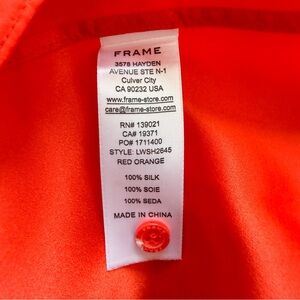 FRAME
3578 HAYDEN
AVENUE STE N-1
Culver City
CA 90232 USA
www.frame-store.com
care@frame-store.com
RN# 139021
CA# 19371
PO# 1711400
STYLE: LWSH2645
RED ORANGE
100% SILK
100% SOIE
100% SEDA
MADE IN CHINA